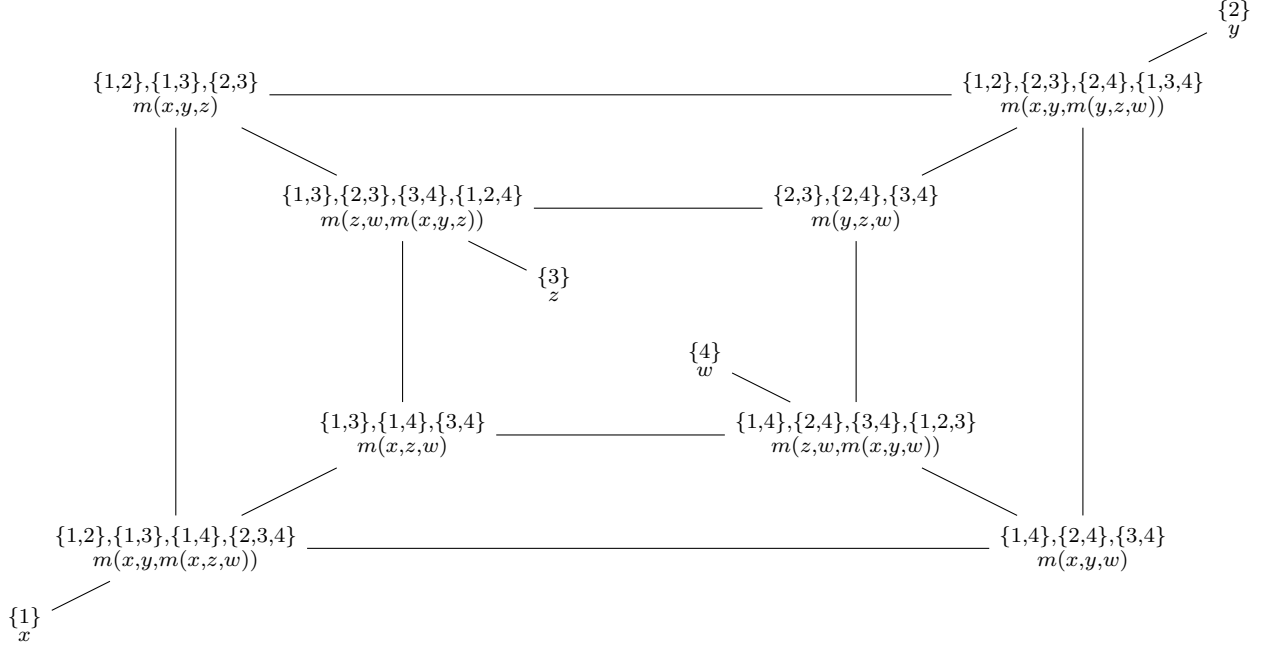 {2}
y
{1,2},{1,3},{2,3}
m(x,y,z)
{1,2},{2,3},{2,4},{1,3,4}
m(x,y,m(y,z,w))
{1,3},{2,3},{3,4},{1,2,4}
m(z,w,m(x,y,z))
{2,3},{2,4},{3,4}
m(y,z,w)
{3}
z
{4}
w
{1,3},{1,4},{3,4}
m(x,z,w)
{1,4},{2,4},{3,4},{1,2,3}
m(z,w,m(x,y,w))
{1,2},{1,3},{1,4},{2,3,4}
m(x,y,m(x,z,w))
{1,4},{2,4},{3,4}
m(x,y,w)
{1}
x